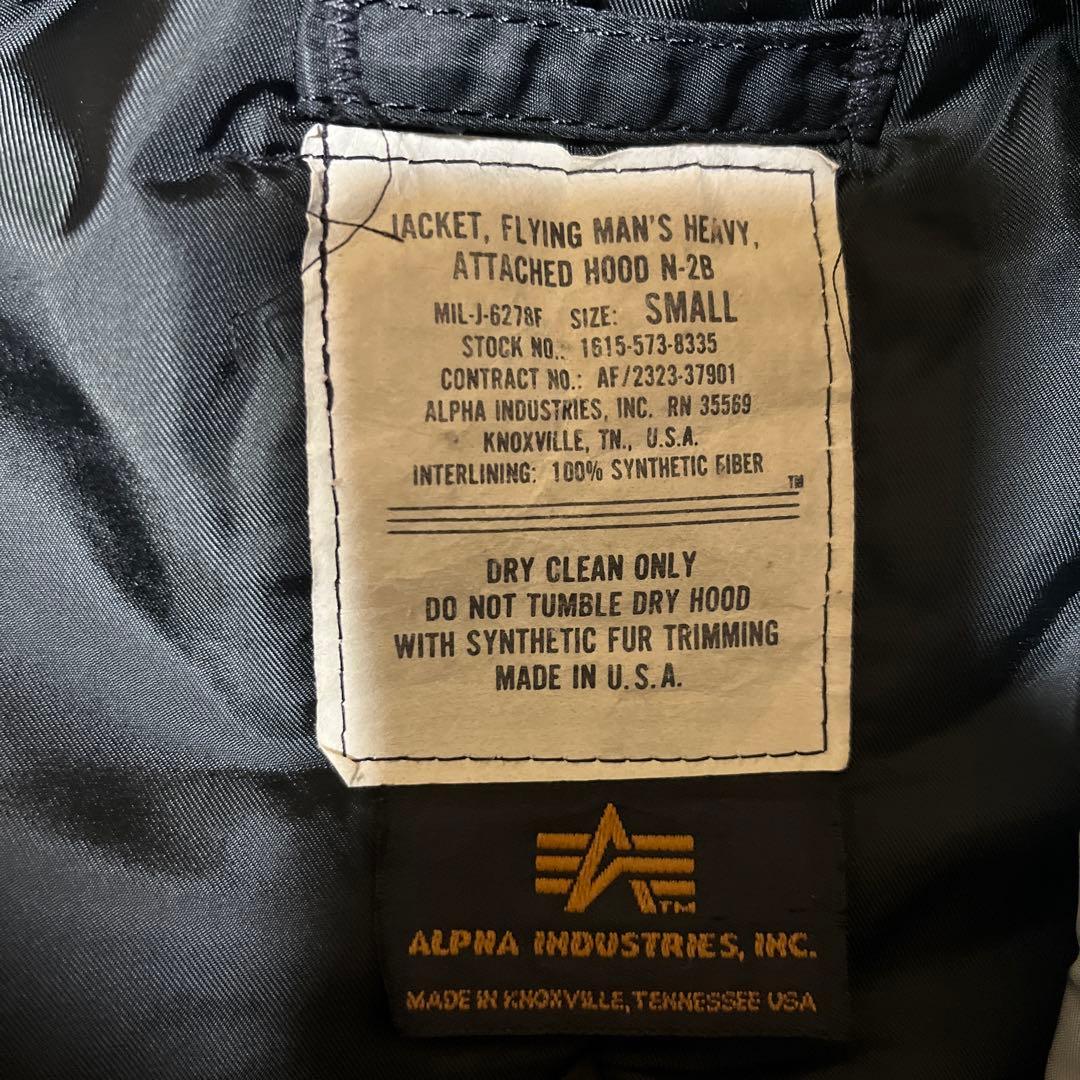 JACKET, FLYING MAN'S HEAVY,
ATTACHED HOOD N-2B
MIL-J-6278F SIZE: SMALL
STOCK NO.: 1615-573-8335
CONTRACT NO.: AF/2323-37901
ALPHA INDUSTRIES, INC. RN 35569
KNOXVILLE, TN., U.S.A.
INTERLINING: 100% SYNTHETIC FIBER
TM
DRY CLEAN ONLY
DO NOT TUMBLE DRY HOOD
WITH SYNTHETIC FUR TRIMMING
MADE IN U.S.A.
TM
ALPHA INDUSTRIES, INC.
MADE IN KNOXVILLE, TENNESSEE USA